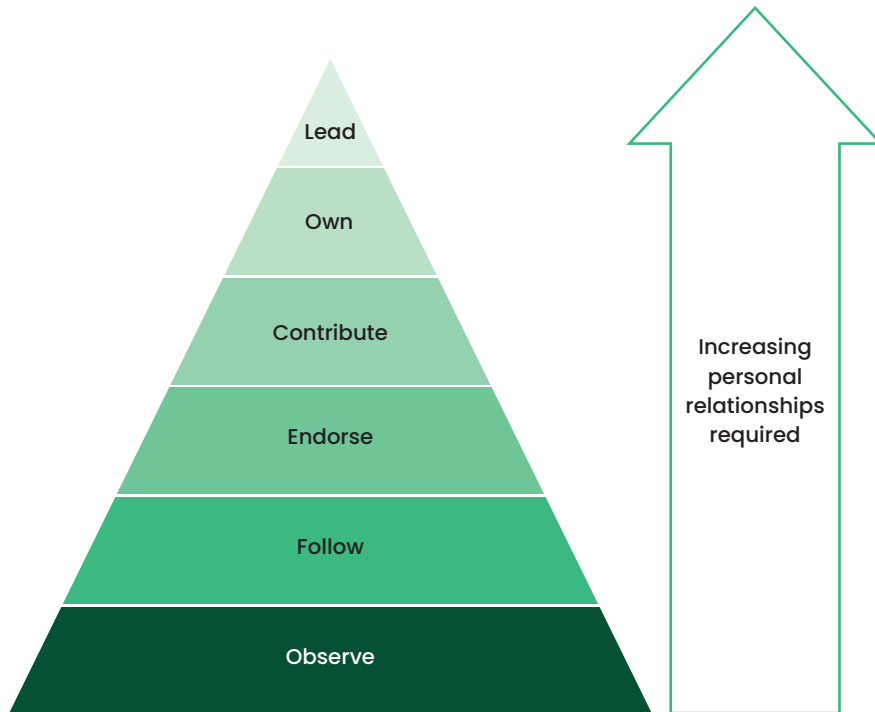 Lead
Own
Contribute
Endorse
Follow
Observe
Increasing
personal
relationships
required